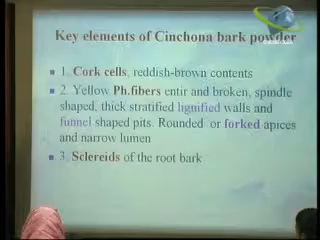 Key elements of Cinchona bark powder
1. Cork cells, reddish-brown contents
2. Yellow Ph.fibers entir and broken, spindle
shaped, thick stratified lignified walls and
funnel shaped pits. Rounded or forked apices
and narrow lumen
3. Sclereids of the root bark